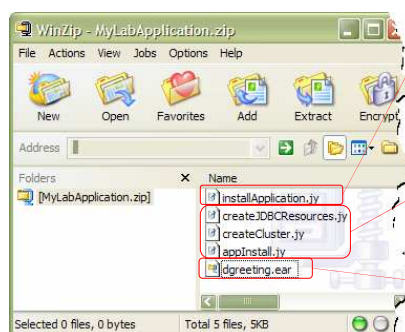 WinZip - MyLabApplication.zip
File Actions View Jobs Options Help
New Open Favorites Add Extract Encrypt
Address
Folders × Name
[MyLabApplication.zip]
installApplication.jy
createJDBCResources.jy
createCluster.jy
appInstall.jy
dgreeting.ear
Selected 0 files, 0 bytes Total 5 files, 5KB